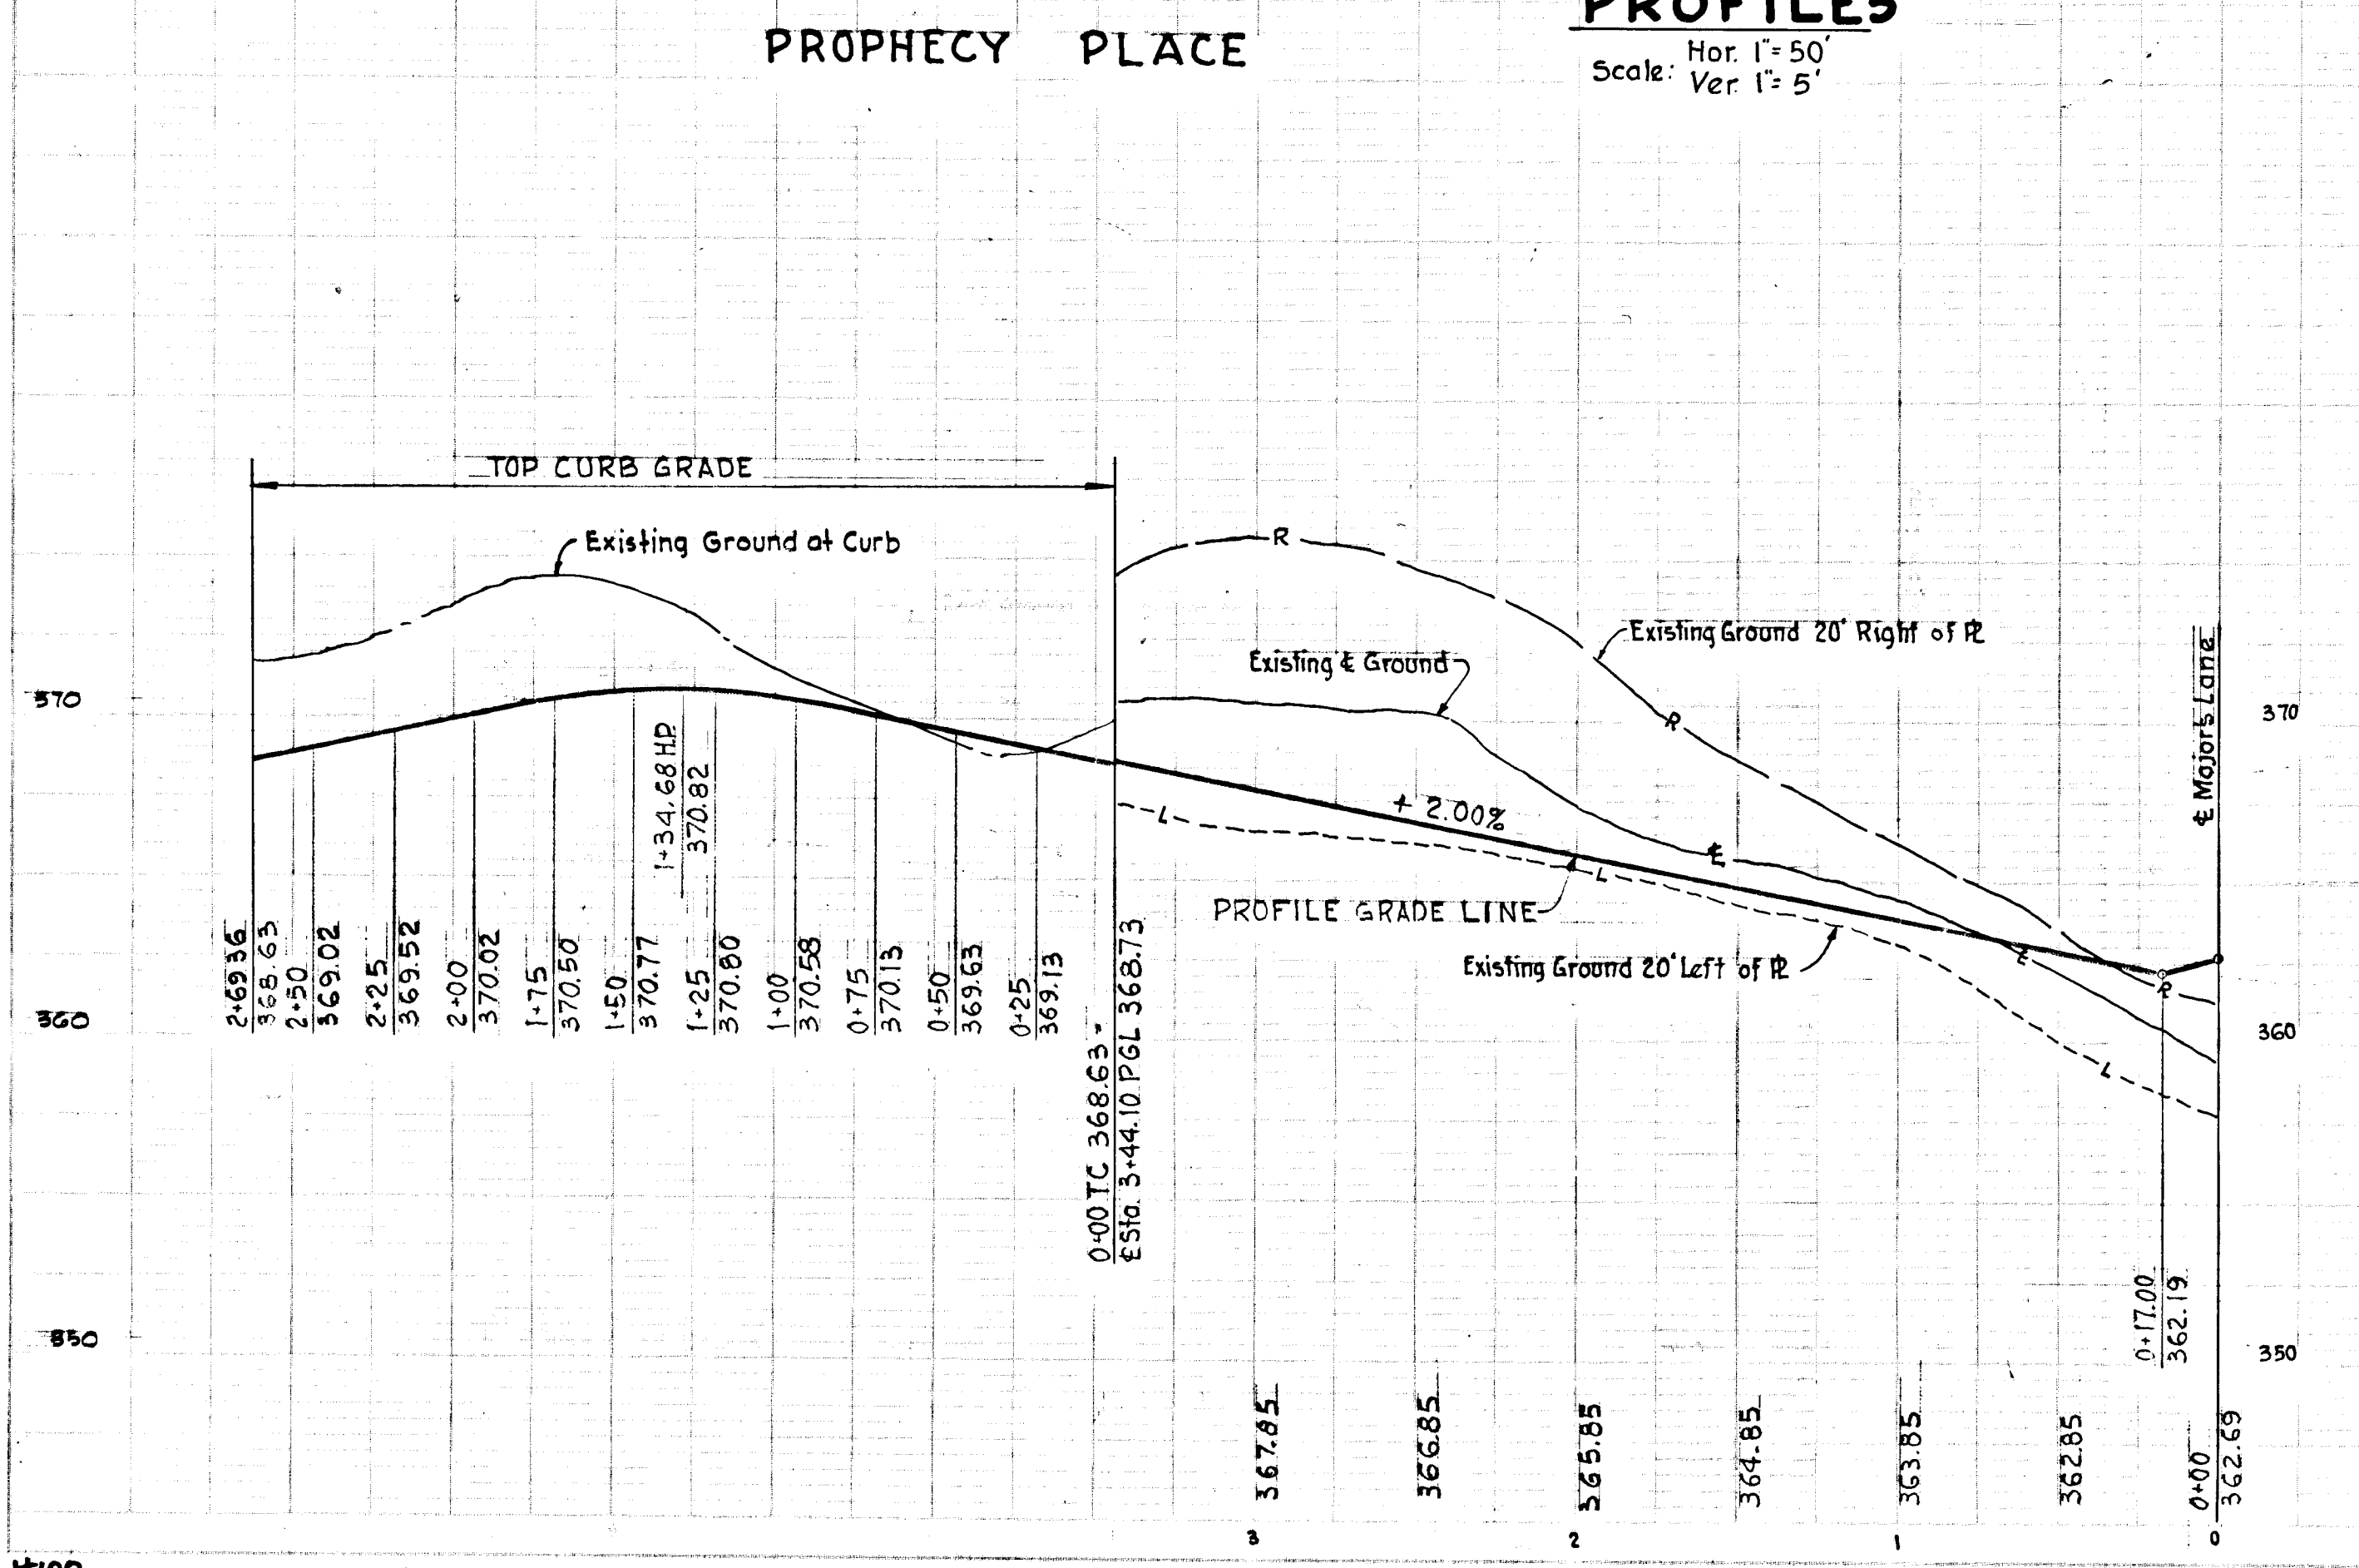 PROFILES
PROPHECY PLACE
Scale: Hor. 1"= 50'
Ver. 1"= 5'
TOP CURB GRADE
Existing Ground at Curb
R
Existing Ground 20' Right of ⅊
Existing ℄ Ground
℄ Majors Lane
370
370
R
1+34.68 H.P.
370.82
+ 2.00%
L
℄
L
PROFILE GRADE LINE
Existing Ground 20' Left of ⅊
℄
R
L
2+69.36
368.63
2+50
369.02
2+25
369.52
2+00
370.02
1+75
370.50
1+50
370.77
1+25
370.80
1+00
370.58
0+75
370.13
0+50
369.63
0+25
369.13
0+00 TC 368.63 =
℄ Sta. 3+44.10 PGL 368.73
360
360
350
350
0+17.00
362.19
367.85
366.85
365.85
364.85
363.85
362.85
0+00
362.69
3
2
1
0